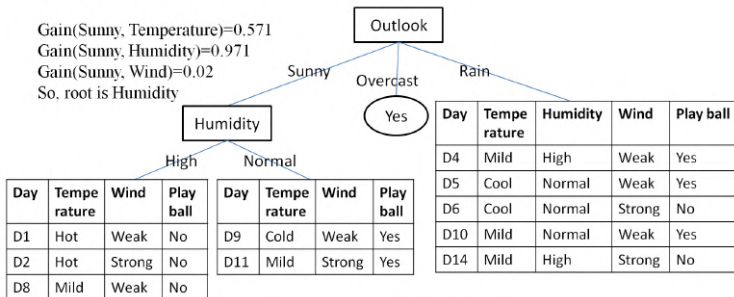 Gain(Sunny, Temperature)=0.571
Gain(Sunny, Humidity)=0.971
Gain(Sunny, Wind)=0.02
So, root is Humidity
Outlook
Sunny
Overcast
Rain
Humidity
Yes
High
Normal
Day Tempe Humidity Wind Play ball
rature
D4 Mild High Weak Yes
D5 Cool Normal Weak Yes
D6 Cool Normal Strong No
D10 Mild Normal Weak Yes
D14 Mild High Strong No
Day Tempe Wind Play
rature ball
D1 Hot Weak No
D2 Hot Strong No
D8 Mild Weak No
Day Tempe Wind Play
rature ball
D9 Cold Weak Yes
D11 Mild Strong Yes